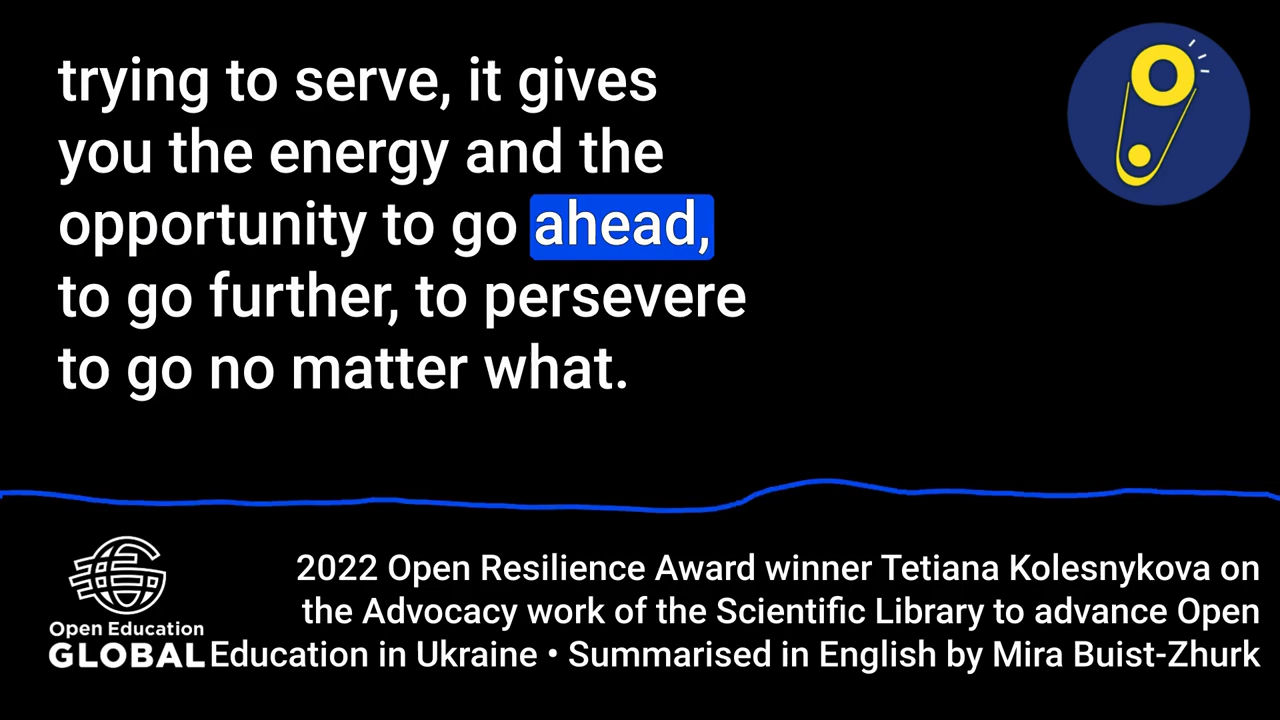 trying to serve, it gives
you the energy and the
opportunity to go ahead,
to go further, to persevere
to go no matter what.
Open Education
GLOBAL
2022 Open Resilience Award winner Tetiana Kolesnykova on
the Advocacy work of the Scientific Library to advance Open
Education in Ukraine • Summarised in English by Mira Buist-Zhurk